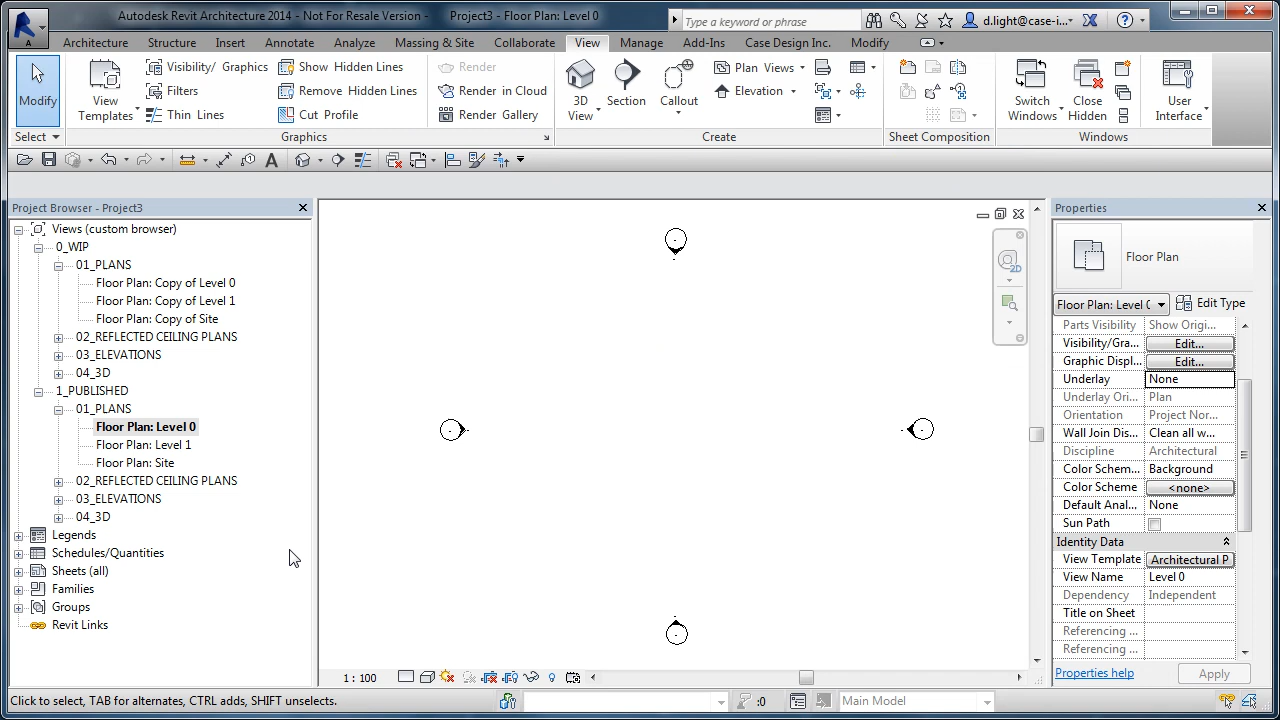 Autodesk Revit Architecture 2014 - Not For Resale Version - Project3 - Floor Plan: Level 0
Type a keyword or phrase
d.light@case-i...
Architecture Structure Insert Annotate Analyze Massing & Site Collaborate View Manage Add-Ins Case Design Inc. Modify
Modify
View Templates
Visibility/ Graphics
Filters
Thin Lines
Show Hidden Lines
Remove Hidden Lines
Cut Profile
Render
Render in Cloud
Render Gallery
3D View
Section
Callout
Plan Views
Elevation
Switch Windows
Close Hidden
User Interface
Select Graphics Create Sheet Composition Windows
Project Browser - Project3
Views (custom browser)
0_WIP
01_PLANS
Floor Plan: Copy of Level 0
Floor Plan: Copy of Level 1
Floor Plan: Copy of Site
02_REFLECTED CEILING PLANS
03_ELEVATIONS
04_3D
1_PUBLISHED
01_PLANS
Floor Plan: Level 0
Floor Plan: Level 1
Floor Plan: Site
02_REFLECTED CEILING PLANS
03_ELEVATIONS
04_3D
Legends
Schedules/Quantities
Sheets (all)
Families
Groups
Revit Links
2D
Properties
Floor Plan
Floor Plan: Level 0 Edit Type
Parts Visibility Show Origi...
Visibility/Gra... Edit...
Graphic Displ... Edit...
Underlay None
Underlay Ori... Plan
Orientation Project Nor...
Wall Join Dis... Clean all w...
Discipline Architectural
Color Schem... Background
Color Scheme <none>
Default Anal... None
Sun Path
Identity Data
View Template Architectural P
View Name Level 0
Dependency Independent
Title on Sheet
Referencing ...
Referencing ...
Properties help Apply
1 : 100
Click to select, TAB for alternates, CTRL adds, SHIFT unselects.
:0
Main Model